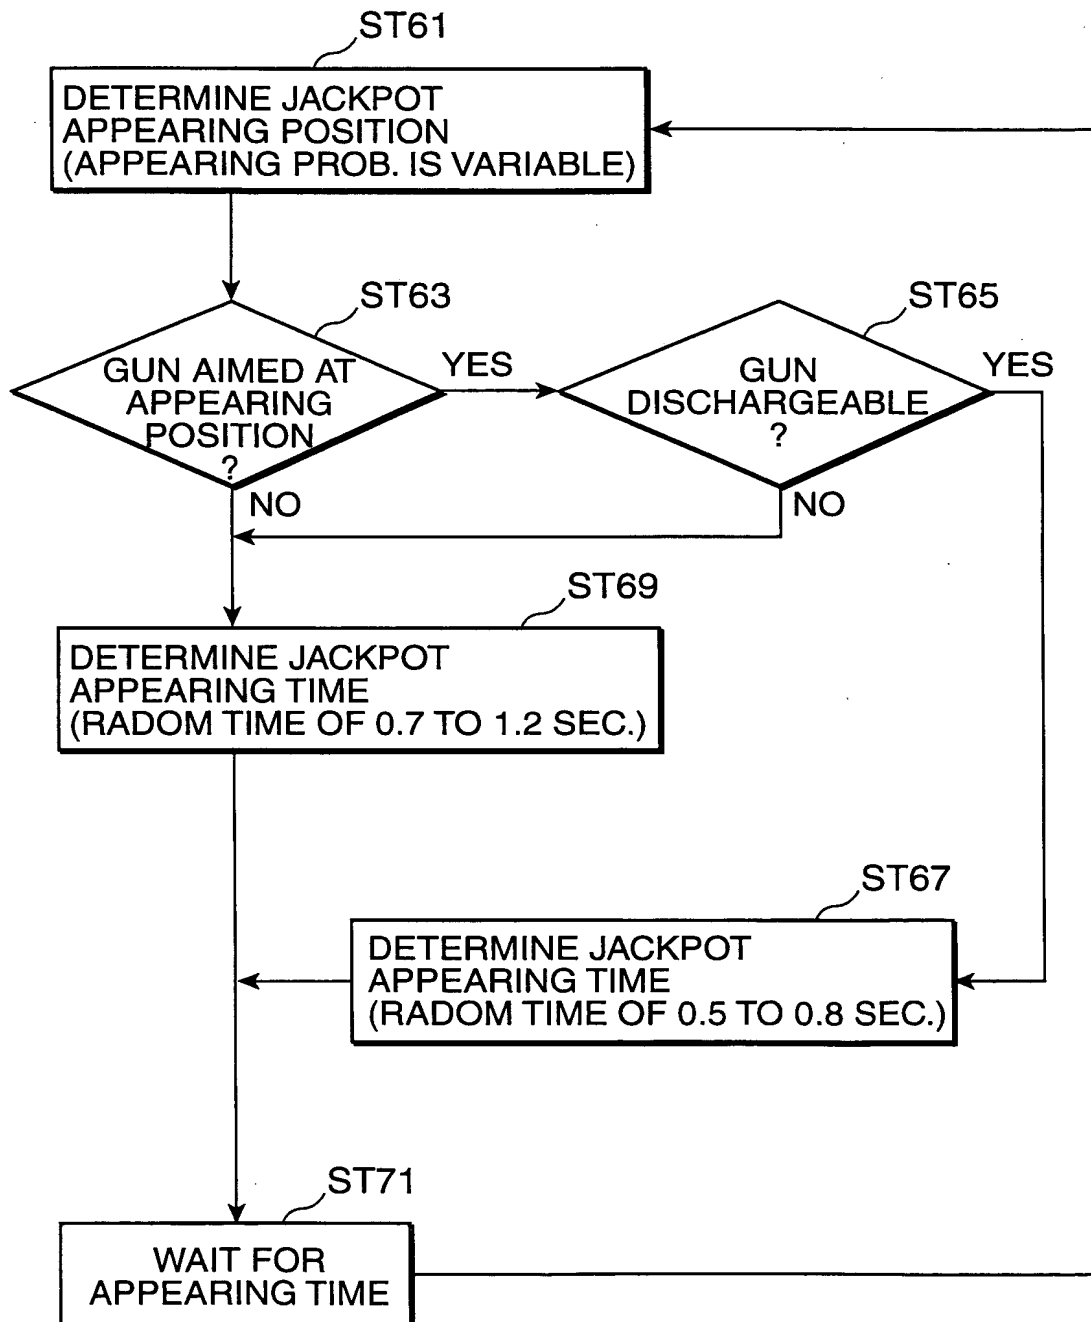 ST61
DETERMINE JACKPOT
APPEARING POSITION
(APPEARING PROB. IS VARIABLE)
ST63
GUN AIMED AT
APPEARING
POSITION
?
YES
NO
ST65
GUN
DISCHARGEABLE
?
YES
NO
ST69
DETERMINE JACKPOT
APPEARING TIME
(RADOM TIME OF 0.7 TO 1.2 SEC.)
ST67
DETERMINE JACKPOT
APPEARING TIME
(RADOM TIME OF 0.5 TO 0.8 SEC.)
ST71
WAIT FOR
APPEARING TIME